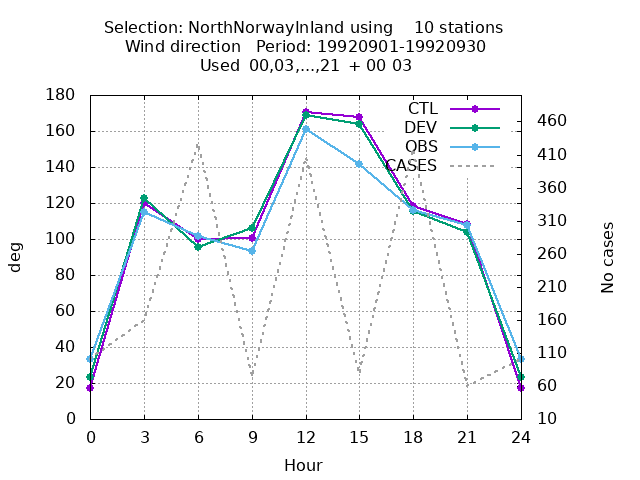 Selection: NorthNorwayInland using 10 stations
Wind direction Period: 19920901-19920930
Used 00,03,...,21 + 00 03
180
160
140
120
100
80
60
40
20
0
deg
CTL
DEV
OBS
CASES
460
410
360
310
260
210
160
110
60
10
No cases
0 3 6 9 12 15 18 21 24
Hour